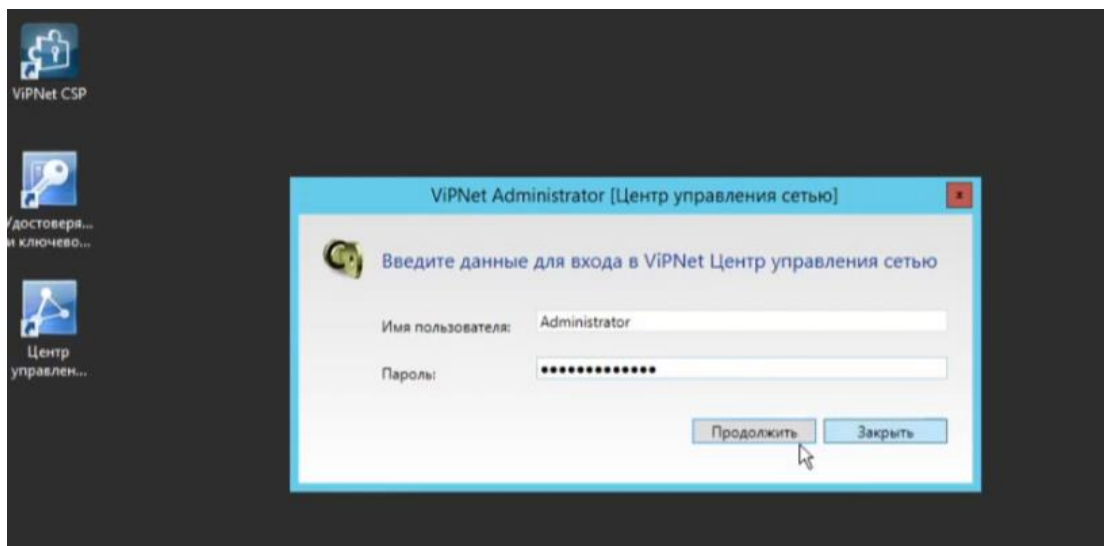 ViPNet CSP
Удостоверя...
и ключево...
Центр
управлен...
ViPNet Administrator [Центр управления сетью]
x
Введите данные для входа в ViPNet Центр управления сетью
Имя пользователя:
Administrator
Пароль:
•••••••••••••
Продолжить
Закрыть